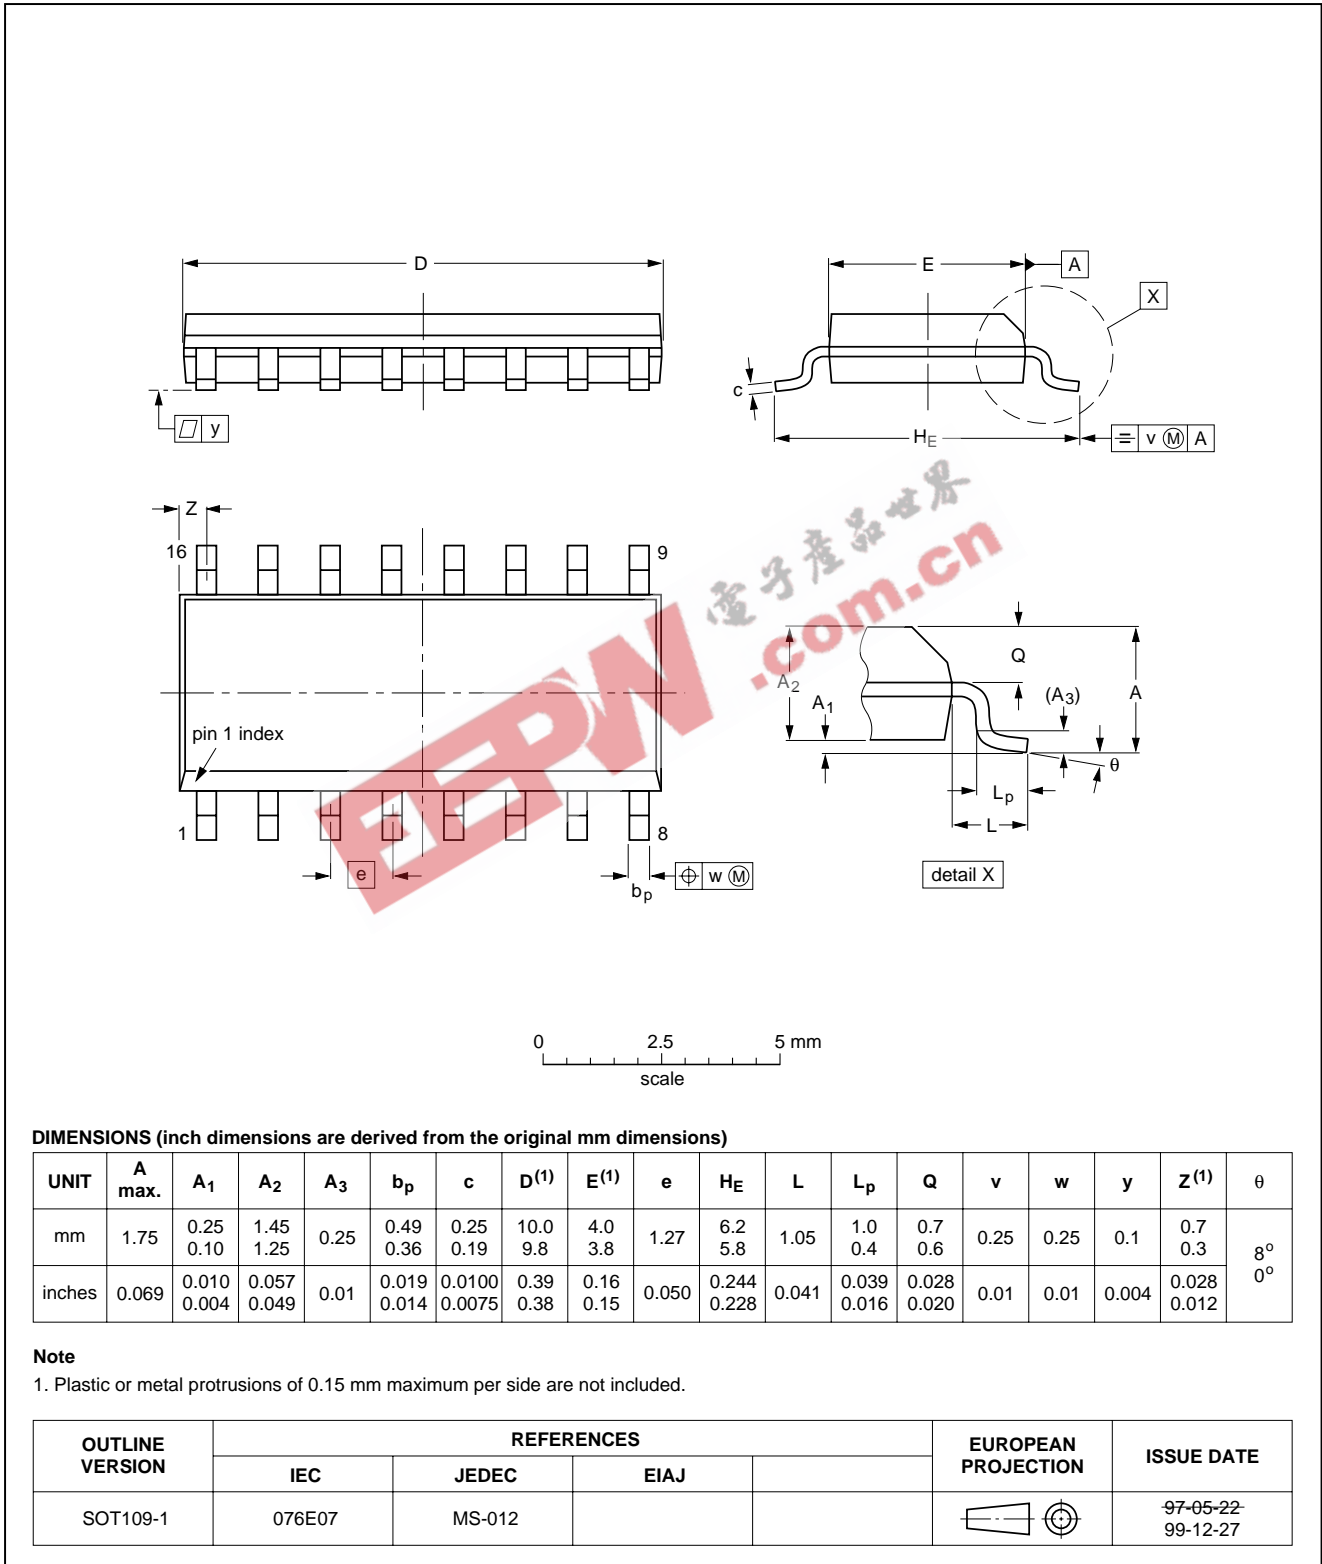 D
E
A
X
c
y
HE
v M A
Z
16
9
電子產品世界
EEPW.com.cn
pin 1 index
1
8
e
bp
w M
A2
A1
Q
(A3)
A
θ
Lp
L
detail X
0 2.5 5 mm
scale
DIMENSIONS (inch dimensions are derived from the original mm dimensions)
UNIT A max. A1 A2 A3 bp c D(1) E(1) e HE L Lp Q v w y Z(1) θ
mm 1.75 0.25 0.10 1.45 1.25 0.25 0.49 0.36 0.25 0.19 10.0 9.8 4.0 3.8 1.27 6.2 5.8 1.05 1.0 0.4 0.7 0.6 0.25 0.25 0.1 0.7 0.3 8o 0o
inches 0.069 0.010 0.004 0.057 0.049 0.01 0.019 0.014 0.0100 0.0075 0.39 0.38 0.16 0.15 0.050 0.244 0.228 0.041 0.039 0.016 0.028 0.020 0.01 0.01 0.004 0.028 0.012
Note
1. Plastic or metal protrusions of 0.15 mm maximum per side are not included.
OUTLINE VERSION REFERENCES EUROPEAN PROJECTION ISSUE DATE
IEC JEDEC EIAJ
SOT109-1 076E07 MS-012 97-05-22
99-12-27